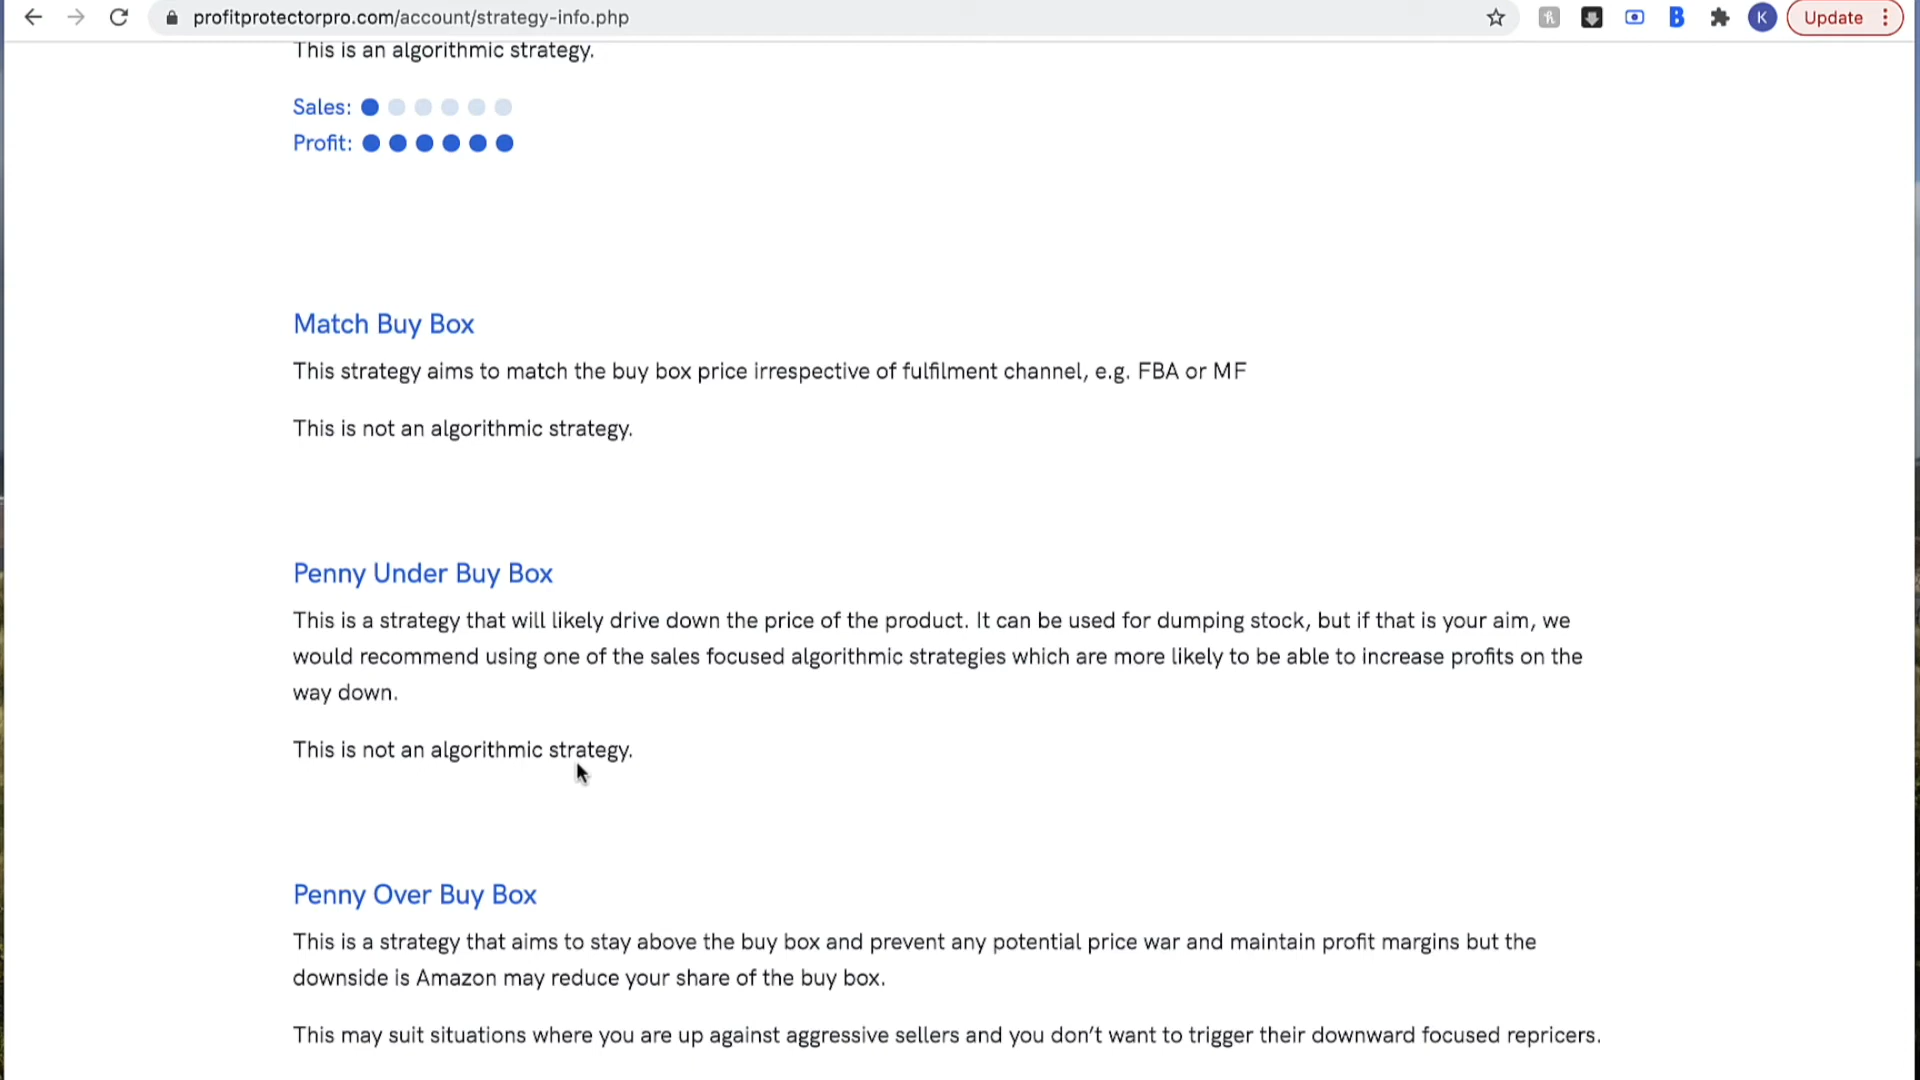 profitprotectorpro.com/account/strategy-info.php
K
Update
This is an algorithmic strategy.
Sales:
Profit:
Match Buy Box
This strategy aims to match the buy box price irrespective of fulfilment channel, e.g. FBA or MF
This is not an algorithmic strategy.
Penny Under Buy Box
This is a strategy that will likely drive down the price of the product. It can be used for dumping stock, but if that is your aim, we
would recommend using one of the sales focused algorithmic strategies which are more likely to be able to increase profits on the
way down.
This is not an algorithmic strategy.
Penny Over Buy Box
This is a strategy that aims to stay above the buy box and prevent any potential price war and maintain profit margins but the
downside is Amazon may reduce your share of the buy box.
This may suit situations where you are up against aggressive sellers and you don’t want to trigger their downward focused repricers.